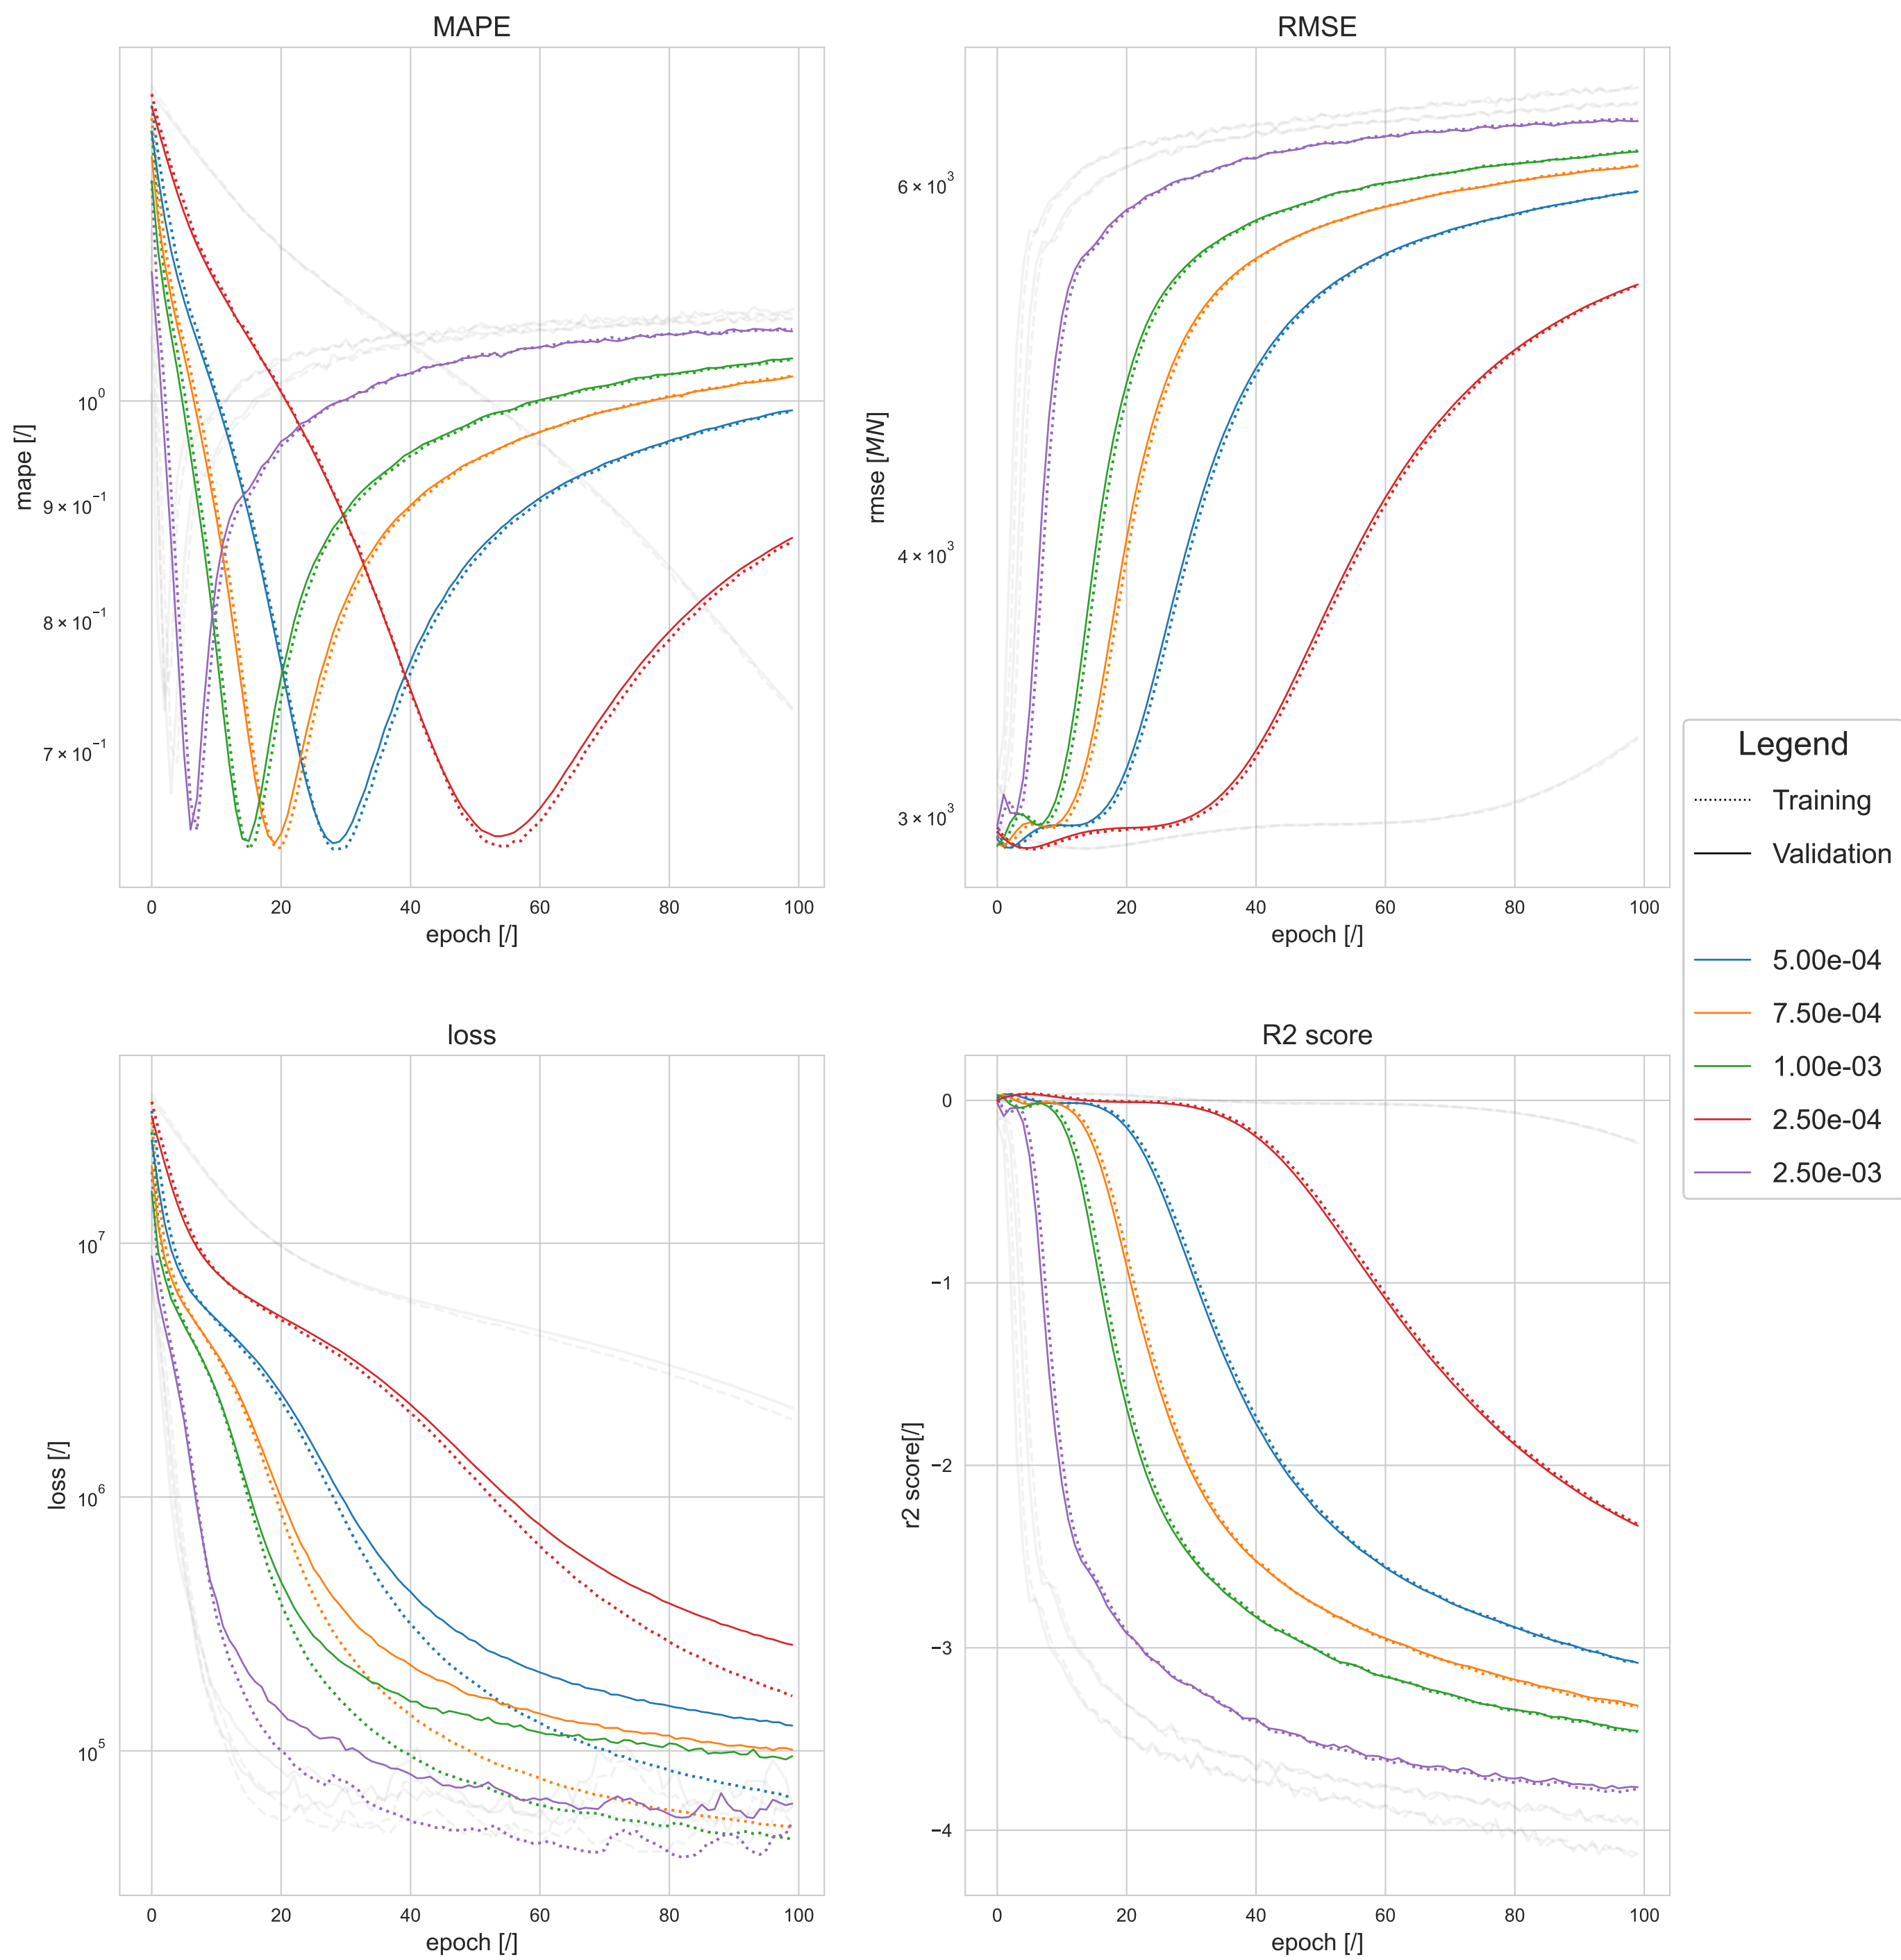 MAPE
mape [/]
10^0
9 × 10^-1
8 × 10^-1
7 × 10^-1
0 20 40 60 80 100
epoch [/]
RMSE
rmse [MN]
6 × 10^3
4 × 10^3
3 × 10^3
0 20 40 60 80 100
epoch [/]
Legend
Training
Validation
5.00e-04
7.50e-04
1.00e-03
2.50e-04
2.50e-03
loss
loss [/]
10^7
10^6
10^5
0 20 40 60 80 100
epoch [/]
R2 score
r2 score[/]
0
−1
−2
−3
−4
0 20 40 60 80 100
epoch [/]